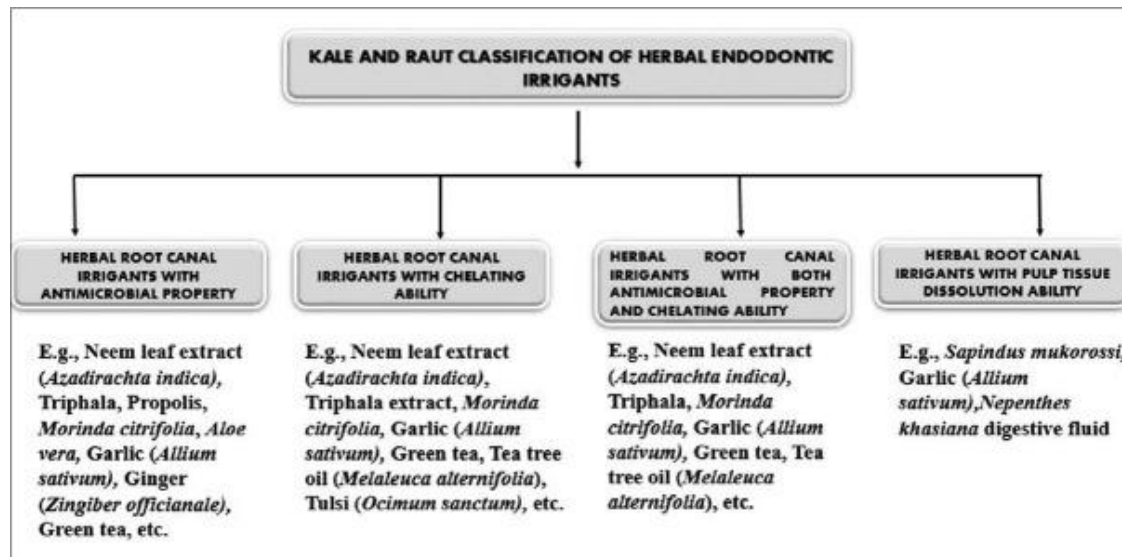 KALE AND RAUT CLASSIFICATION OF HERBAL ENDODONTIC
IRRIGANTS
HERBAL ROOT CANAL
IRRIGANTS WITH
ANTIMICROBIAL PROPERTY
E.g., Neem leaf extract
(Azadirachta indica),
Triphala, Propolis,
Morinda citrifolia, Aloe
vera, Garlic (Allium
sativum), Ginger
(Zingiber officianale),
Green tea, etc.
HERBAL ROOT CANAL
IRRIGANTS WITH CHELATING
ABILITY
E.g., Neem leaf extract
(Azadirachta indica),
Triphala extract, Morinda
citrifolia, Garlic (Allium
sativum), Green tea, Tea tree
oil (Melaleuca alternifolia),
Tulsi (Ocimum sanctum), etc.
HERBAL ROOT CANAL
IRRIGANTS WITH BOTH
ANTIMICROBIAL PROPERTY
AND CHELATING ABILITY
E.g., Neem leaf extract
(Azadirachta indica),
Triphala, Morinda
citrifolia, Garlic (Allium
sativum), Green tea, Tea
tree oil (Melaleuca
alternifolia), etc.
HERBAL ROOT CANAL
IRRIGANTS WITH PULP TISSUE
DISSOLUTION ABILITY
E.g., Sapindus mukorossi,
Garlic (Allium
sativum),Nepenthes
khasiana digestive fluid